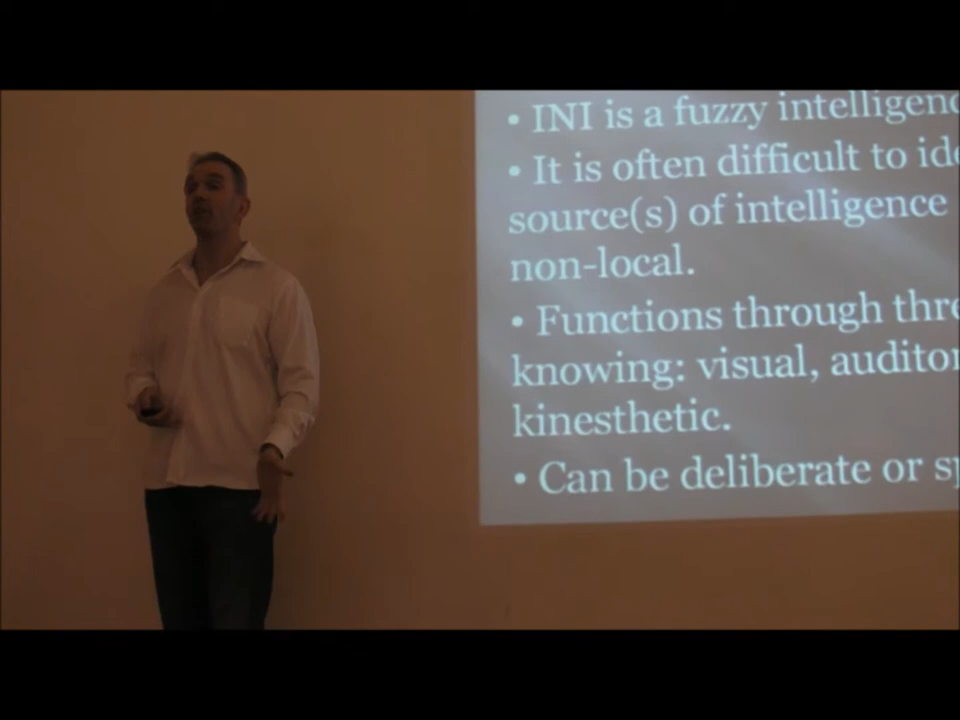 • INI is a fuzzy
• It is often difficult to
source(s) of intelligence
non-local.
• Functions through
knowing: visual,
kinesthetic.
• Can be deliberate or